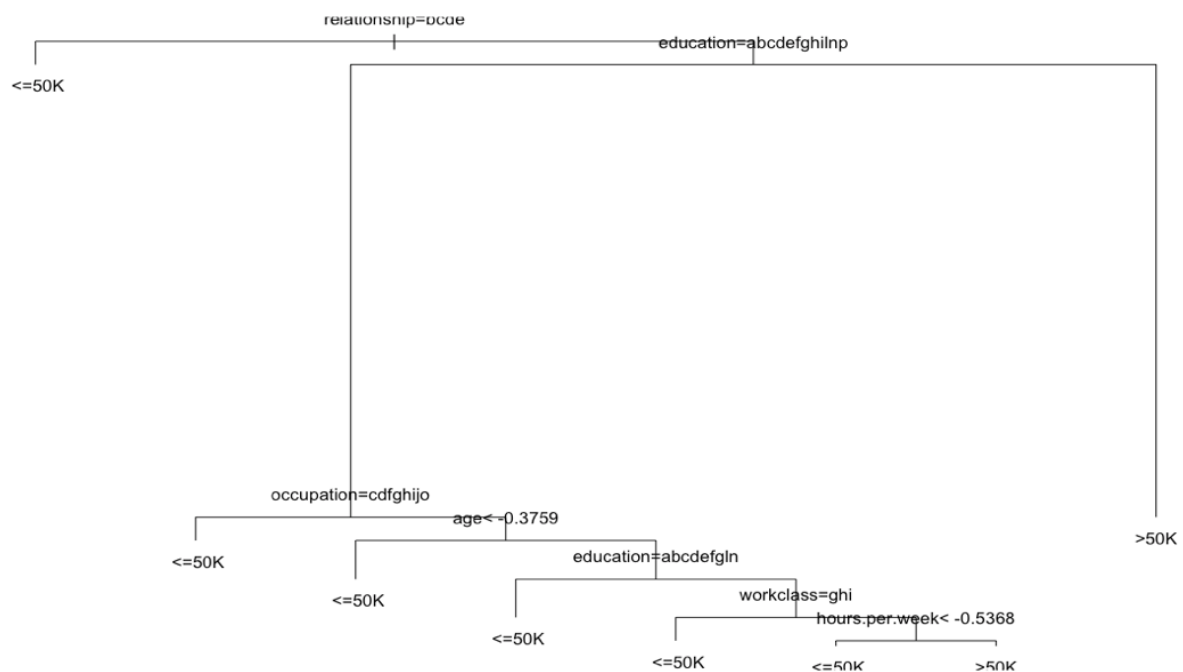 relationship=bcde
education=abcdefghilnp
<=50K
occupation=cdfghijo
age< -0.3759
>50K
education=abcdefgln
<=50K
<=50K
workclass=ghi
hours.per.week< -0.5368
<=50K
<=50K
<=50K
>50K